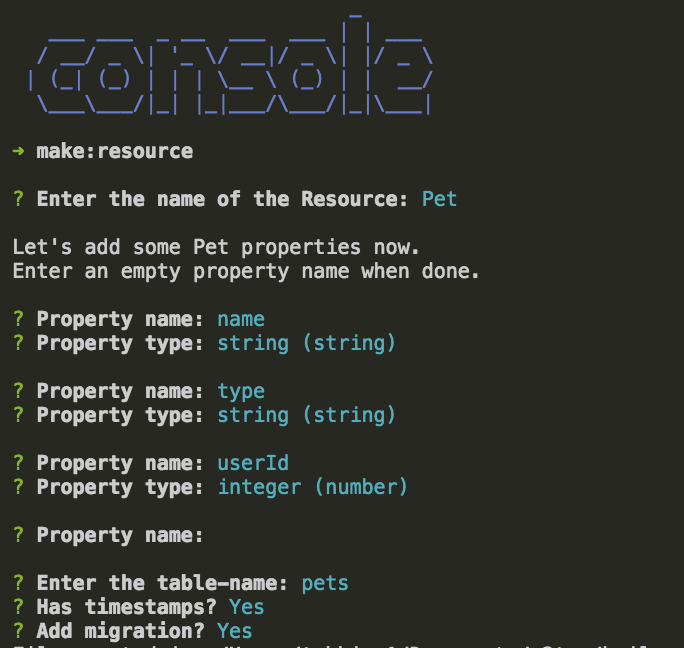 console
➜ make:resource
? Enter the name of the Resource: Pet
Let's add some Pet properties now.
Enter an empty property name when done.
? Property name: name
? Property type: string (string)
? Property name: type
? Property type: string (string)
? Property name: userId
? Property type: integer (number)
? Property name:
? Enter the table-name: pets
? Has timestamps? Yes
? Add migration? Yes